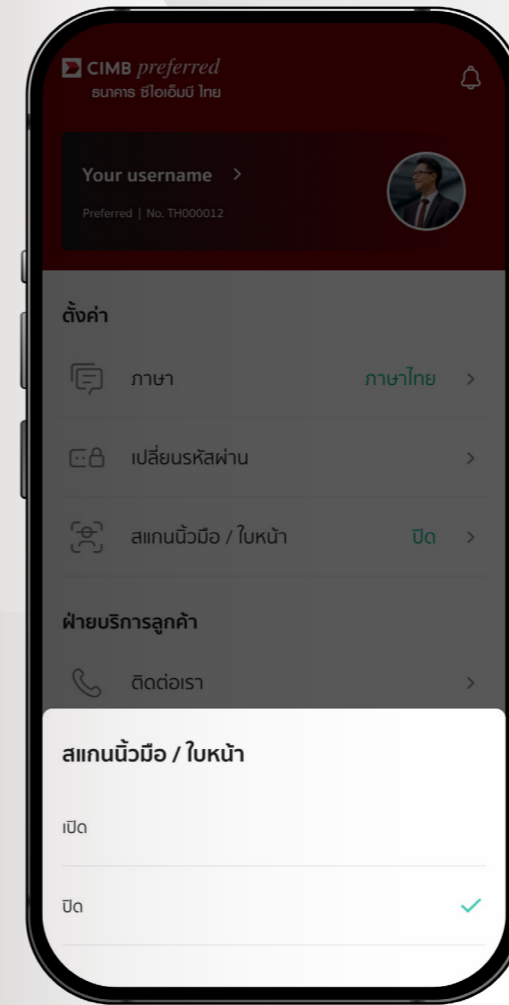 CIMB preferred
ธนาคาร ซีไอเอ็มบี ไทย
Your username >
Preferred | No. TH000012
ตั้งค่า
ภาษา ภาษาไทย >
เปลี่ยนรหัสผ่าน >
สแกนนิ้วมือ / ใบหน้า ปิด >
ฝ่ายบริการลูกค้า
ติดต่อเรา >
สแกนนิ้วมือ / ใบหน้า
เปิด
ปิด